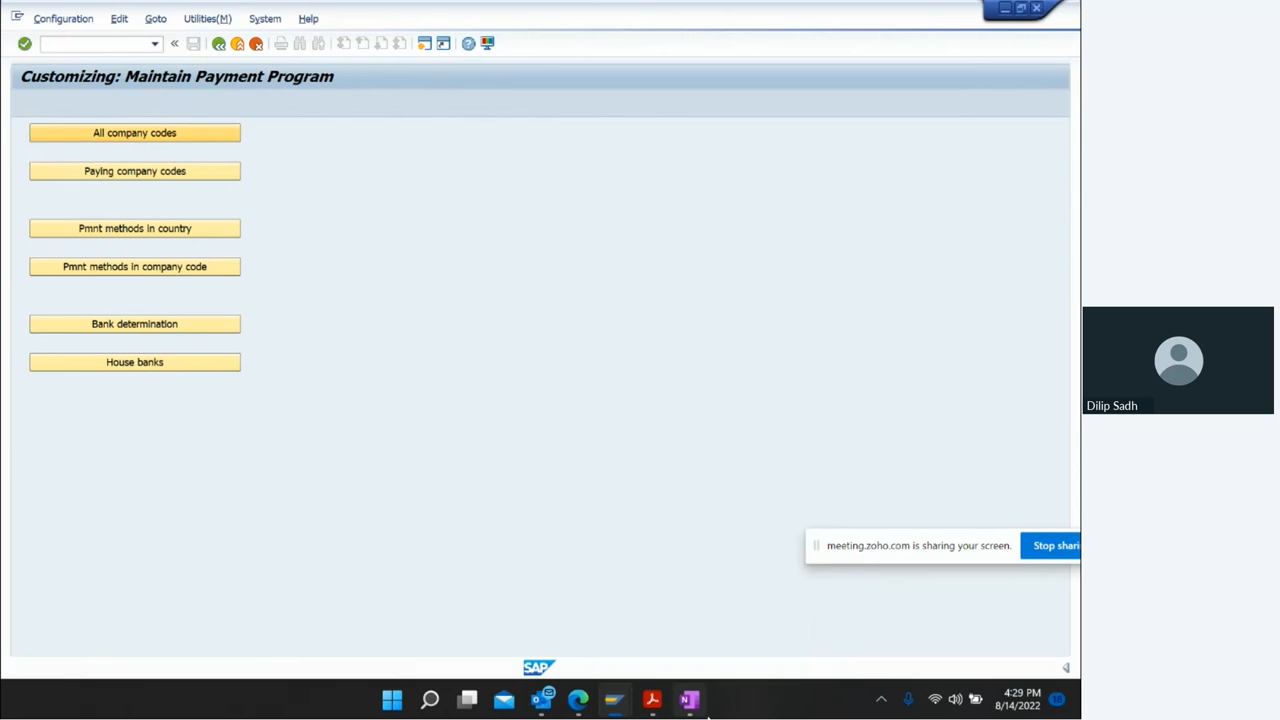 Configuration Edit Goto Utilities(M) System Help
Customizing: Maintain Payment Program
All company codes
Paying company codes
Pmnt methods in country
Pmnt methods in company code
Bank determination
House banks
Dilip Sadh
meeting.zoho.com is sharing your screen. Stop shari
SAP
4:29 PM
8/14/2022